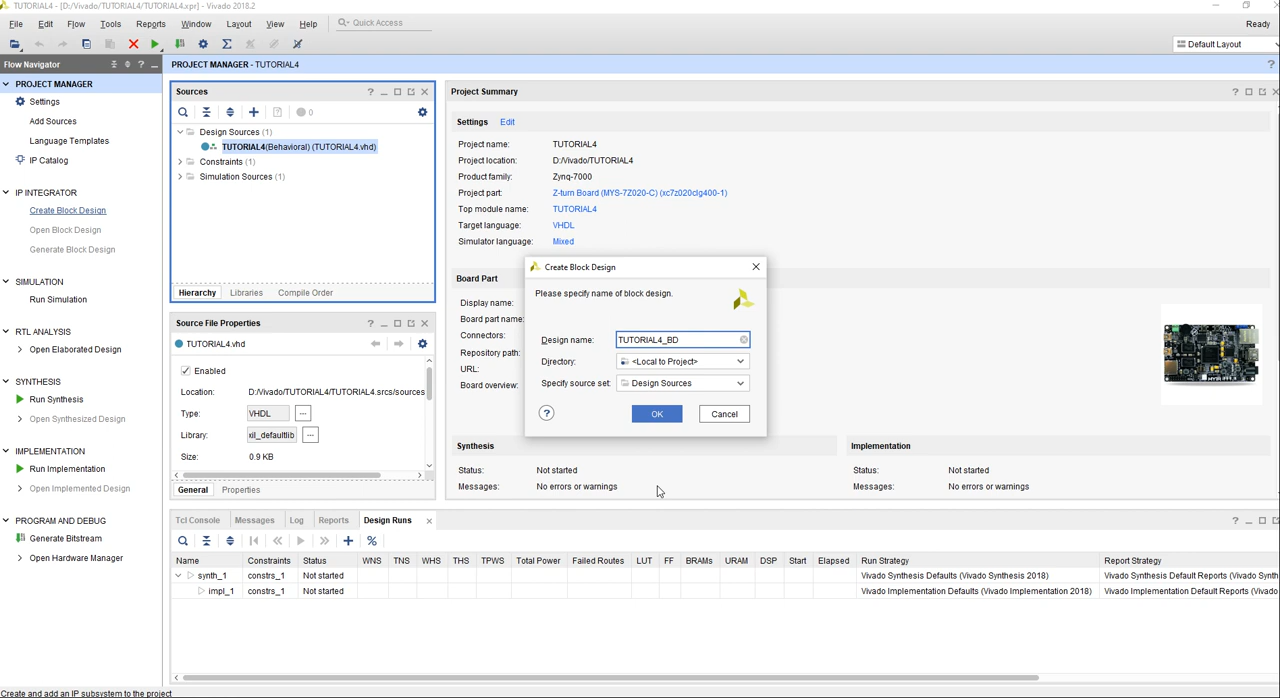 TUTORIAL4 - [D:/Vivado/TUTORIAL4/TUTORIAL4.xpr] - Vivado 2018.2
File Edit Flow Tools Reports Window Layout View Help Quick Access
Ready
Default Layout
Flow Navigator
PROJECT MANAGER
Settings
Add Sources
Language Templates
IP Catalog
IP INTEGRATOR
Create Block Design
Open Block Design
Generate Block Design
SIMULATION
Run Simulation
RTL ANALYSIS
Open Elaborated Design
SYNTHESIS
Run Synthesis
Open Synthesized Design
IMPLEMENTATION
Run Implementation
Open Implemented Design
PROGRAM AND DEBUG
Generate Bitstream
Open Hardware Manager
PROJECT MANAGER - TUTORIAL4
Sources
0
Design Sources (1)
TUTORIAL4(Behavioral) (TUTORIAL4.vhd)
Constraints (1)
Simulation Sources (1)
Hierarchy Libraries Compile Order
Source File Properties
TUTORIAL4.vhd
Enabled
Location: D:/Vivado/TUTORIAL4/TUTORIAL4.srcs/sources
Type: VHDL
Library: xil_defaultlib
Size: 0.9 KB
General Properties
Project Summary
Settings Edit
Project name: TUTORIAL4
Project location: D:/Vivado/TUTORIAL4
Product family: Zynq-7000
Project part: Z-turn Board (MYS-7Z020-C) (xc7z020clg400-1)
Top module name: TUTORIAL4
Target language: VHDL
Simulator language: Mixed
Board Part
Display name:
Board part name:
Connectors:
Repository path:
URL:
Board overview:
Create Block Design
Please specify name of block design.
Design name: TUTORIAL4_BD
Directory: <Local to Project>
Specify source set: Design Sources
? OK Cancel
Synthesis
Status: Not started
Messages: No errors or warnings
Implementation
Status: Not started
Messages: No errors or warnings
Tcl Console Messages Log Reports Design Runs
Name Constraints Status WNS TNS WHS THS TPWS Total Power Failed Routes LUT FF BRAMs URAM DSP Start Elapsed Run Strategy Report Strategy
synth_1 constrs_1 Not started Vivado Synthesis Defaults (Vivado Synthesis 2018) Vivado Synthesis Default Reports (Vivado Synth
impl_1 constrs_1 Not started Vivado Implementation Defaults (Vivado Implementation 2018) Vivado Implementation Default Reports (Vivado I
Create and add an IP subsystem to the project